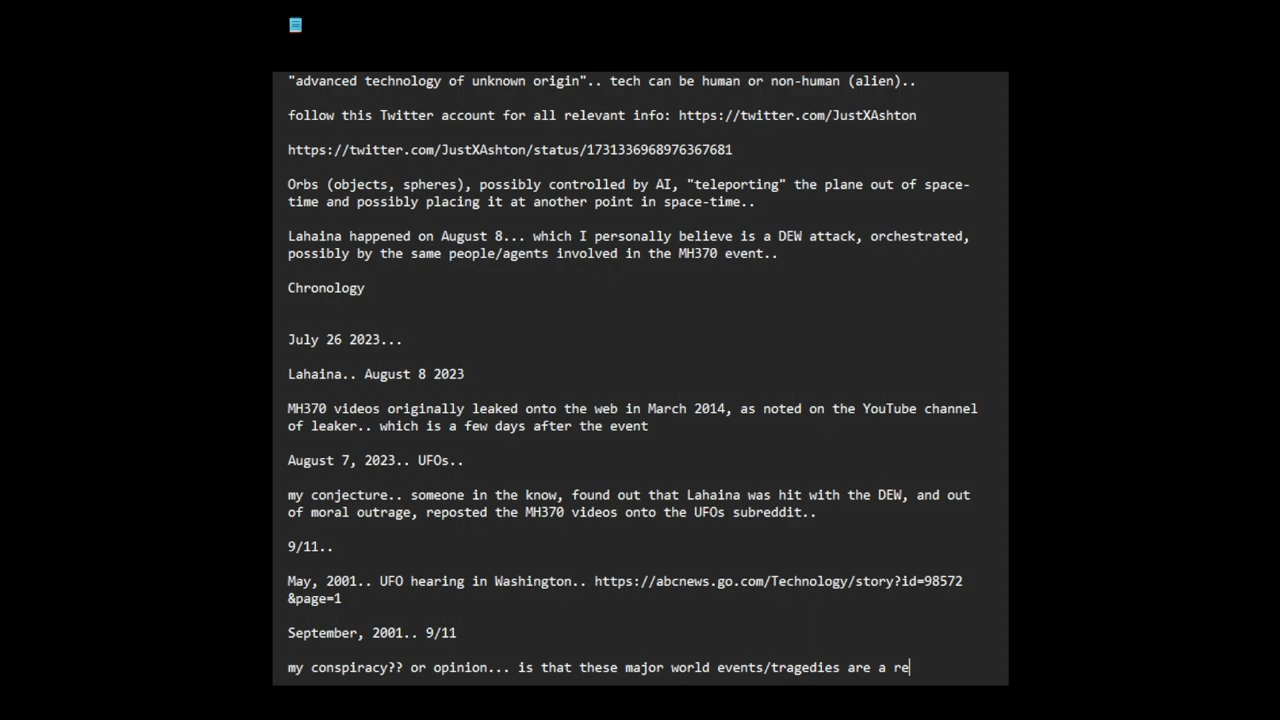 "advanced technology of unknown origin".. tech can be human or non-human (alien)..
follow this Twitter account for all relevant info: https://twitter.com/JustXAshton
https://twitter.com/JustXAshton/status/1731336968976367681
Orbs (objects, spheres), possibly controlled by AI, "teleporting" the plane out of space-
time and possibly placing it at another point in space-time..
Lahaina happened on August 8... which I personally believe is a DEW attack, orchestrated,
possibly by the same people/agents involved in the MH370 event..
Chronology
July 26 2023...
Lahaina.. August 8 2023
MH370 videos originally leaked onto the web in March 2014, as noted on the YouTube channel
of leaker.. which is a few days after the event
August 7, 2023.. UFOs..
my conjecture.. someone in the know, found out that Lahaina was hit with the DEW, and out
of moral outrage, reposted the MH370 videos onto the UFOs subreddit..
9/11..
May, 2001.. UFO hearing in Washington.. https://abcnews.go.com/Technology/story?id=98572
&page=1
September, 2001.. 9/11
my conspiracy?? or opinion... is that these major world events/tragedies are a re